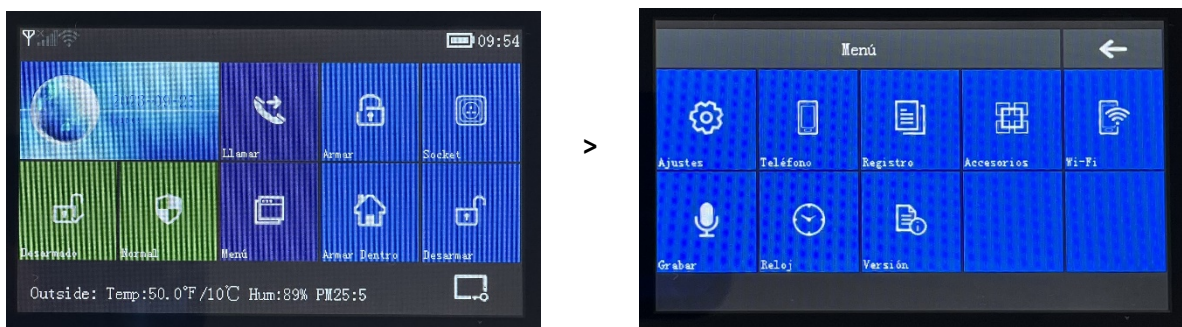 09:54
Llamar
Armar
Socket
Desarmado
Normal
Menú
Armar Dentro
Desarmar
Outside: Temp:50.0°F/10℃ Hum:89% PM25:5
>
Menú
Ajustes
Teléfono
Registro
Accesorios
Wi-Fi
Grabar
Reloj
Versión